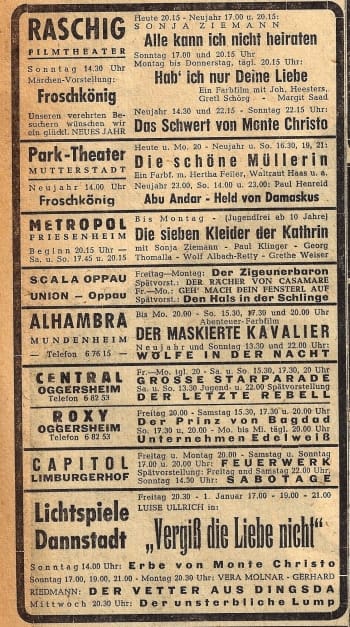 RASCHIG
FILMTHEATER
Sonntag 14.30 Uhr
Märchen-Vorstellung:
Froschkönig
Unseren verehrten Besuchern wünschen wir
ein glückl. NEUES JAHR
Heute 20.15 - Neujahr 17.00 u. 20.15:
SONJA ZIEMANN
Alle kann ich nicht heiraten
Sonntag 17.00 und 20.15 Uhr
Montag bis Donnerstag, tägl. 20.15 Uhr:
Hab' ich nur Deine Liebe
Ein Farbfilm mit Joh. Heesters,
Gretl Schörg - Margit Saad
Neujahr 14.30 und 22.15 - Sonntag 22.15 Uhr:
Das Schwert von Monte Christo
Park-Theater
MUTTERSTADT
Neujahr 14.00 Uhr
Froschkönig
Heute u. Mo. 20 - Neujahr u. So. 16.30, 19, 21:
Die schöne Müllerin
Ein Farbf. m. Hertha Feiler, Waltraut Haas u. a.
Neujahr 23.00, So. 14.00 u. 23.00: Paul Henreid
Abu Andar - Held von Damaskus
METROPOL
FRIESENHEIM
Beginn 20.15 Uhr —
Sa. u. So. 17.45 u. 20.15
Bis Montag - (Jugendfrei ab 10 Jahre)
Die sieben Kleider der Kathrin
mit Sonja Ziemann - Paul Klinger - Georg
Thomalla - Wolf Albach-Retty - Grethe Weiser
SCALA OPPAU
UNION — Oppau
Freitag—Montag: Der Zigeunerbaron
Spätvorst.: DER RÄCHER VON CASAMARE
Fr.—Mo.: GEH' MACH DEIN FENSTERL AUF
Spätvorst.: Den Hals in der Schlinge
ALHAMBRA
MUNDENHEIM
— Telefon 6 76 15
Bis Mo. 20.00 - So. 15.30, 17.30 und 20.00 Uhr
Abenteuer-Farbfilm
DER MASKIERTE KAVALIER
Neujahr und Sonntag 13.30 und 22.00 Uhr:
WÖLFE IN DER NACHT
CENTRAL
OGGERSHEIM
Telefon 6 82 53
Fr.—Mo. tgl. 20 - Sa. u. So. 15.30, 17.30, 20 Uhr
GROSSE STARPARADE
Sa. u. So. 13.30 Jugend- u. 22.00 Spätvorstellung
DER LETZTE REBELL
ROXY
OGGERSHEIM
Telefon 6 82 53
Freitag 20.00 - Samstag 15.30, 17.30 u. 20.00 Uhr
Der Prinz von Bagdad
So. 17.30 u. 20.00 - Mo. bis Mi. tägl. 20.00 Uhr:
Unternehmen Edelweiß
CAPITOL
LIMBURGERHOF
Freitag u. Montag 20.00 - Samstag u. Sonntag
17.00 u. 20.00 Uhr: FEUERWERK
Spätvorstellung: Freitag und Samstag 22.00 Uhr;
Sonntag 14.30 Uhr: SABOTAGE
Lichtspiele
Dannstadt
Freitag 20.30 - 1. Januar 17.00 - 19.00 - 21.00
LUISE ULLRICH in:
„Vergiß die Liebe nicht"
Sonntag 14.00 Uhr: Erbe von Monte Christo
Sonntag 17.00, 19.00, 21.00 - Montag 20.30 Uhr: VERA MOLNAR - GERHARD
RIEDMANN: DER VETTER AUS DINGSDA
Mittwoch 20.30 Uhr: Der unsterbliche Lump